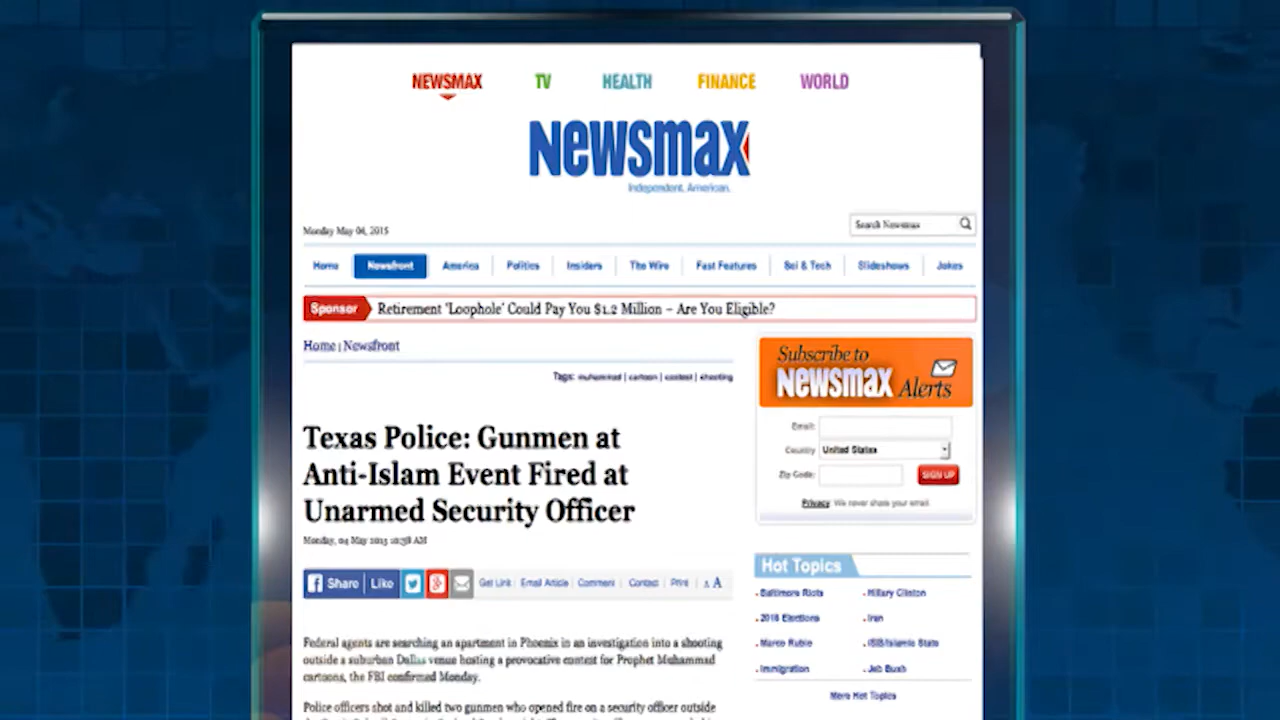 NEWSMAX TV HEALTH FINANCE WORLD
Newsmax
Independent. American.
Monday May 04, 2015
Search Newsmax
Home Newsfront America Politics Insiders The Wire Fast Features Sci & Tech Slideshows Jokes
Sponsor Retirement 'Loophole' Could Pay You $1.2 Million – Are You Eligible?
Home | Newsfront
Tags: muhammad | cartoon | contest | shooting
Subscribe to
NEWSMAX Alerts
Email:
Country United States
Zip Code: SIGN UP
Privacy: We never share your email.
Texas Police: Gunmen at
Anti-Islam Event Fired at
Unarmed Security Officer
Monday, 04 May 2015 10:38 AM
Share Like Get Link Email Article Comment Contact Print A A
Federal agents are searching an apartment in Phoenix in an investigation into a shooting
outside a suburban Dallas venue hosting a provocative contest for Prophet Muhammad
cartoons, the FBI confirmed Monday.
Police officers shot and killed two gunmen who opened fire on a security officer outside
Hot Topics
Baltimore Riots
Hillary Clinton
2016 Elections
Iran
Marco Rubio
ISIS/Islamic State
Immigration
Jeb Bush
More Hot Topics